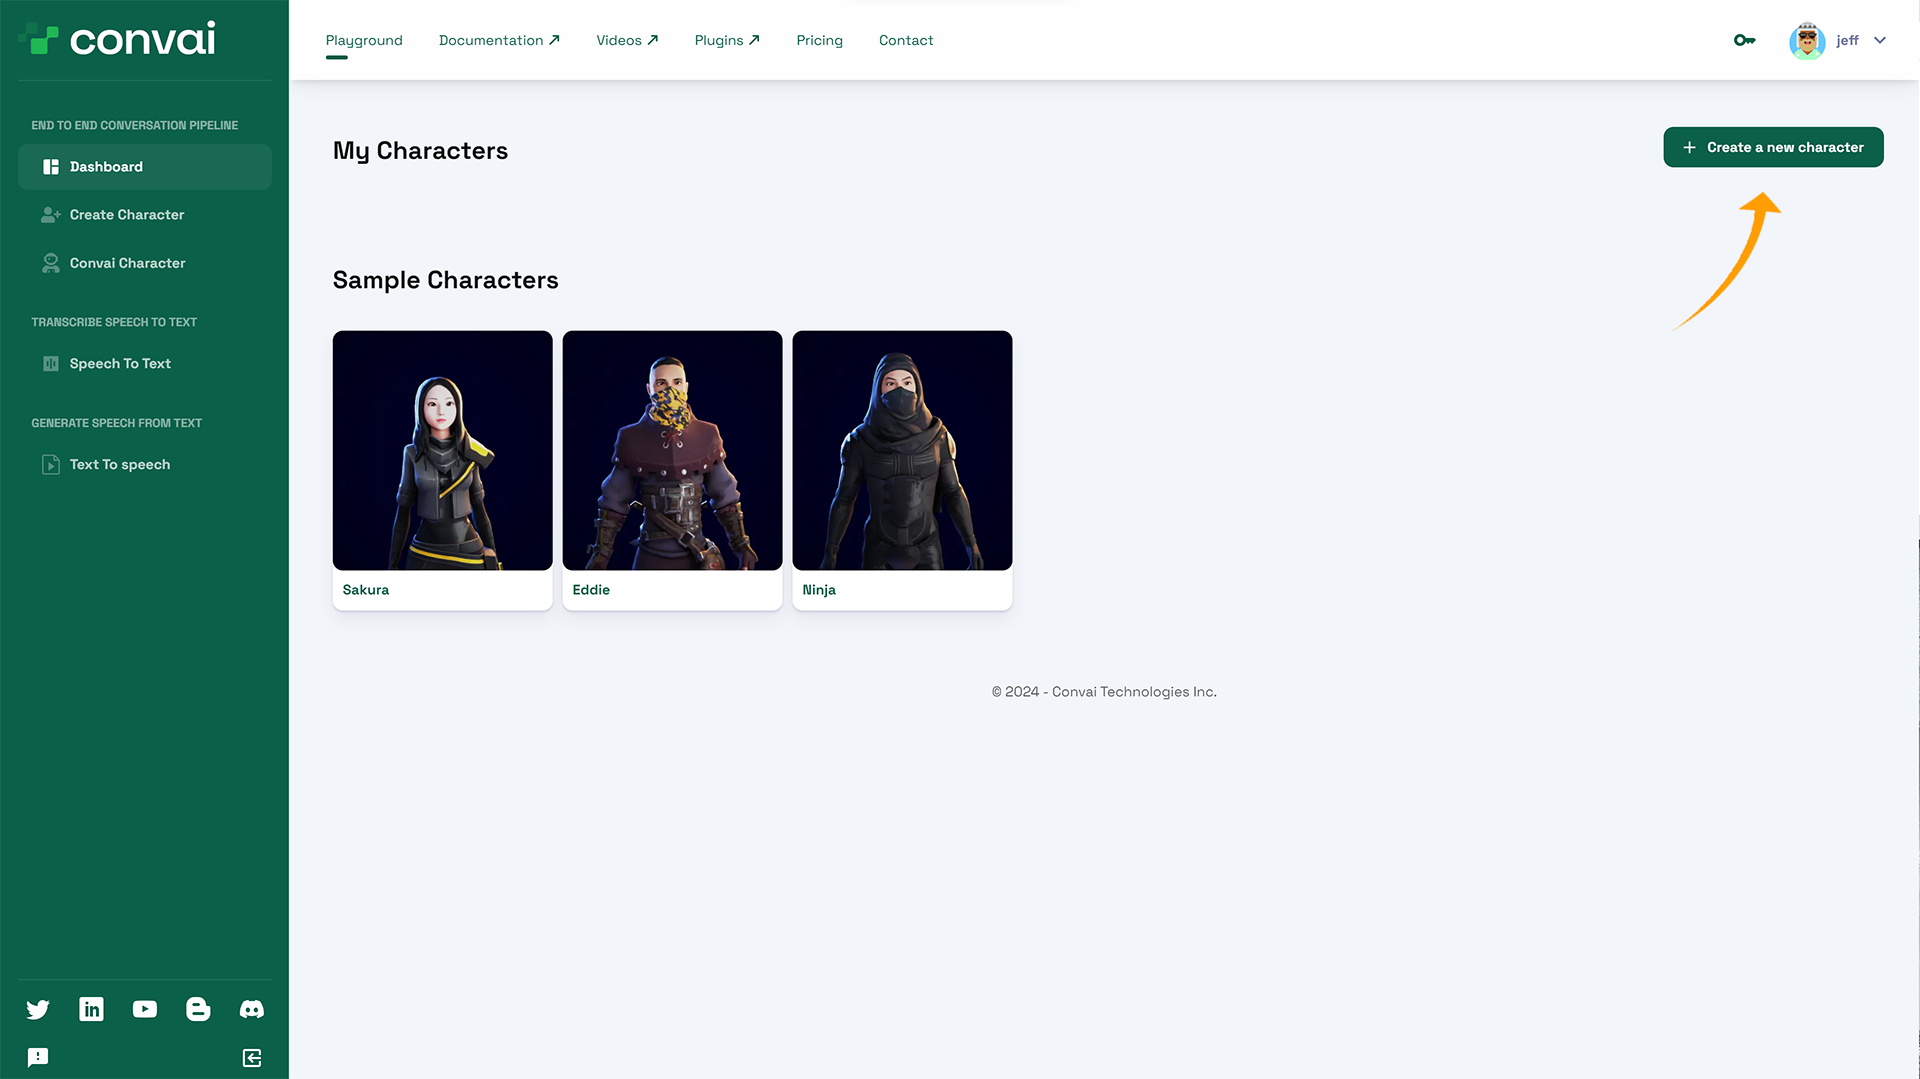 convai
Playground
Documentation
Videos
Plugins
Pricing
Contact
jeff
END TO END CONVERSATION PIPELINE
Dashboard
Create Character
Convai Character
TRANSCRIBE SPEECH TO TEXT
Speech To Text
GENERATE SPEECH FROM TEXT
Text To speech
My Characters
+ Create a new character
Sample Characters
Sakura
Eddie
Ninja
© 2024 - Convai Technologies Inc.